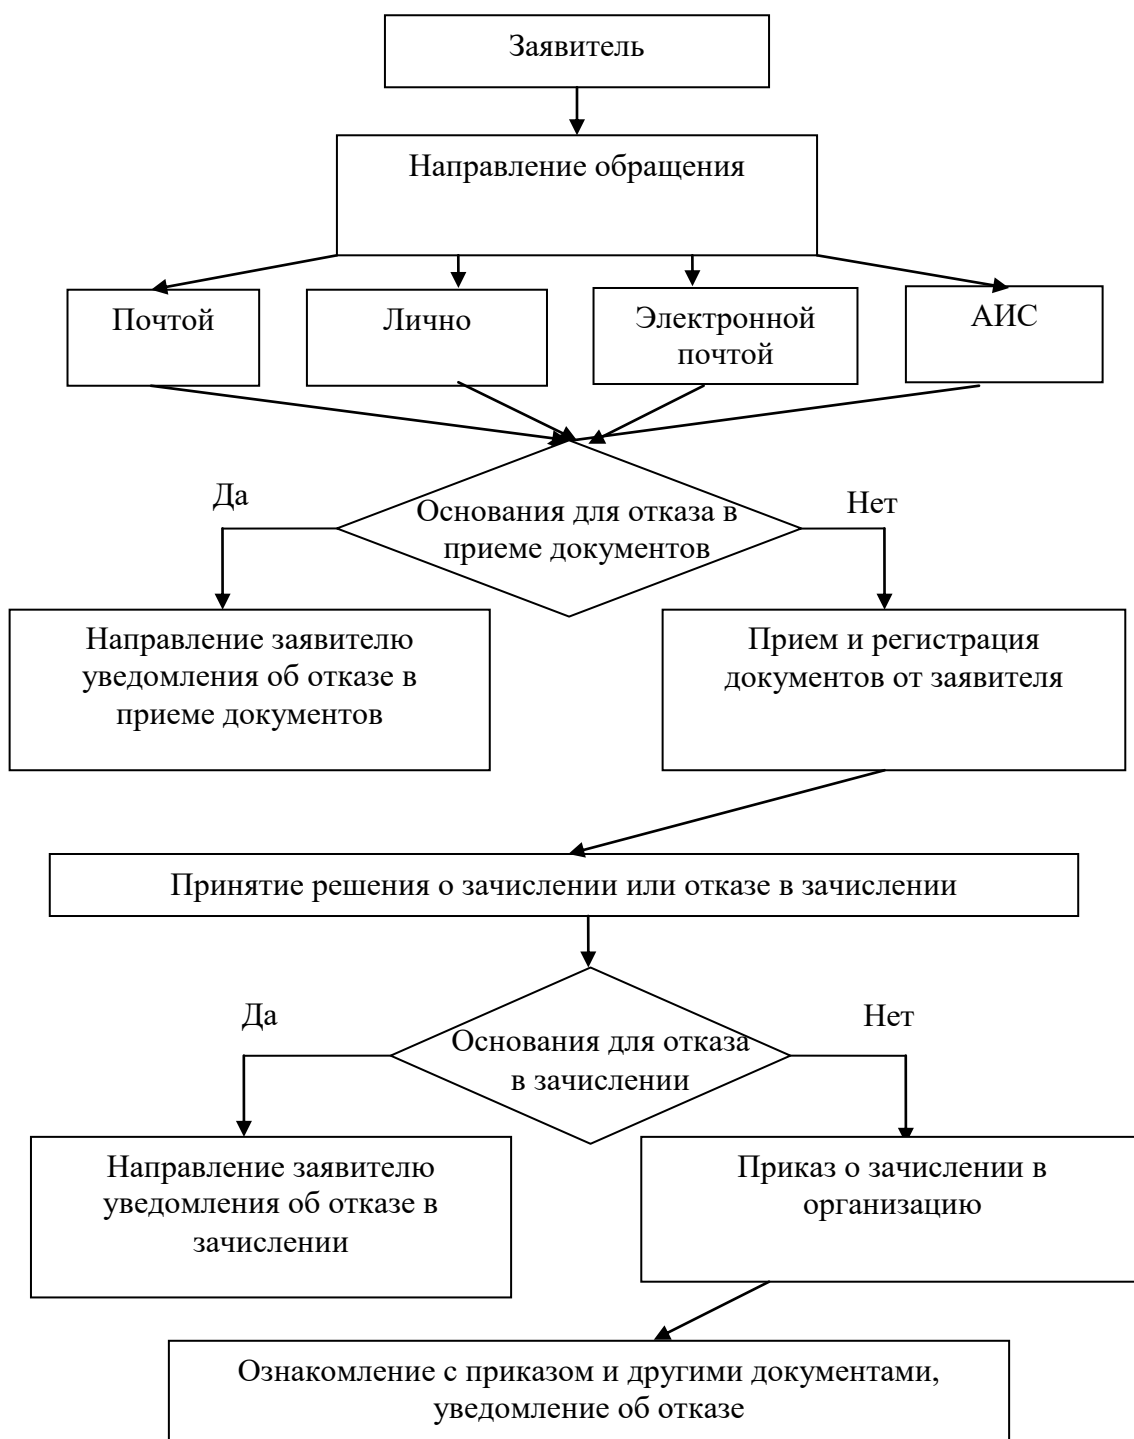 Заявитель
Направление обращения
Почтой
Лично
Электронной
почтой
АИС
Да
Нет
Основания для отказа в
приеме документов
Направление заявителю
уведомления об отказе в
приеме документов
Прием и регистрация
документов от заявителя
Принятие решения о зачислении или отказе в зачислении
Да
Нет
Основания для отказа
в зачислении
Направление заявителю
уведомления об отказе в
зачислении
Приказ о зачислении в
организацию
Ознакомление с приказом и другими документами,
уведомление об отказе